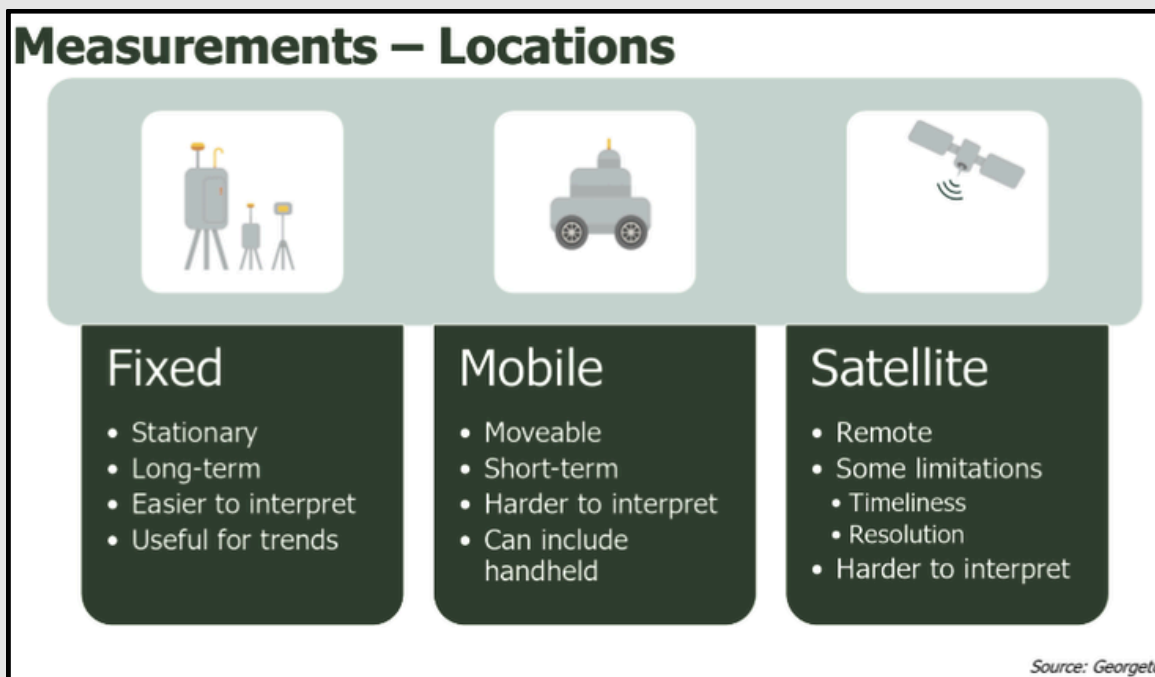 Measurements – Locations
Fixed
• Stationary
• Long-term
• Easier to interpret
• Useful for trends
Mobile
• Moveable
• Short-term
• Harder to interpret
• Can include
handheld
Satellite
• Remote
• Some limitations
• Timeliness
• Resolution
• Harder to interpret
Source: